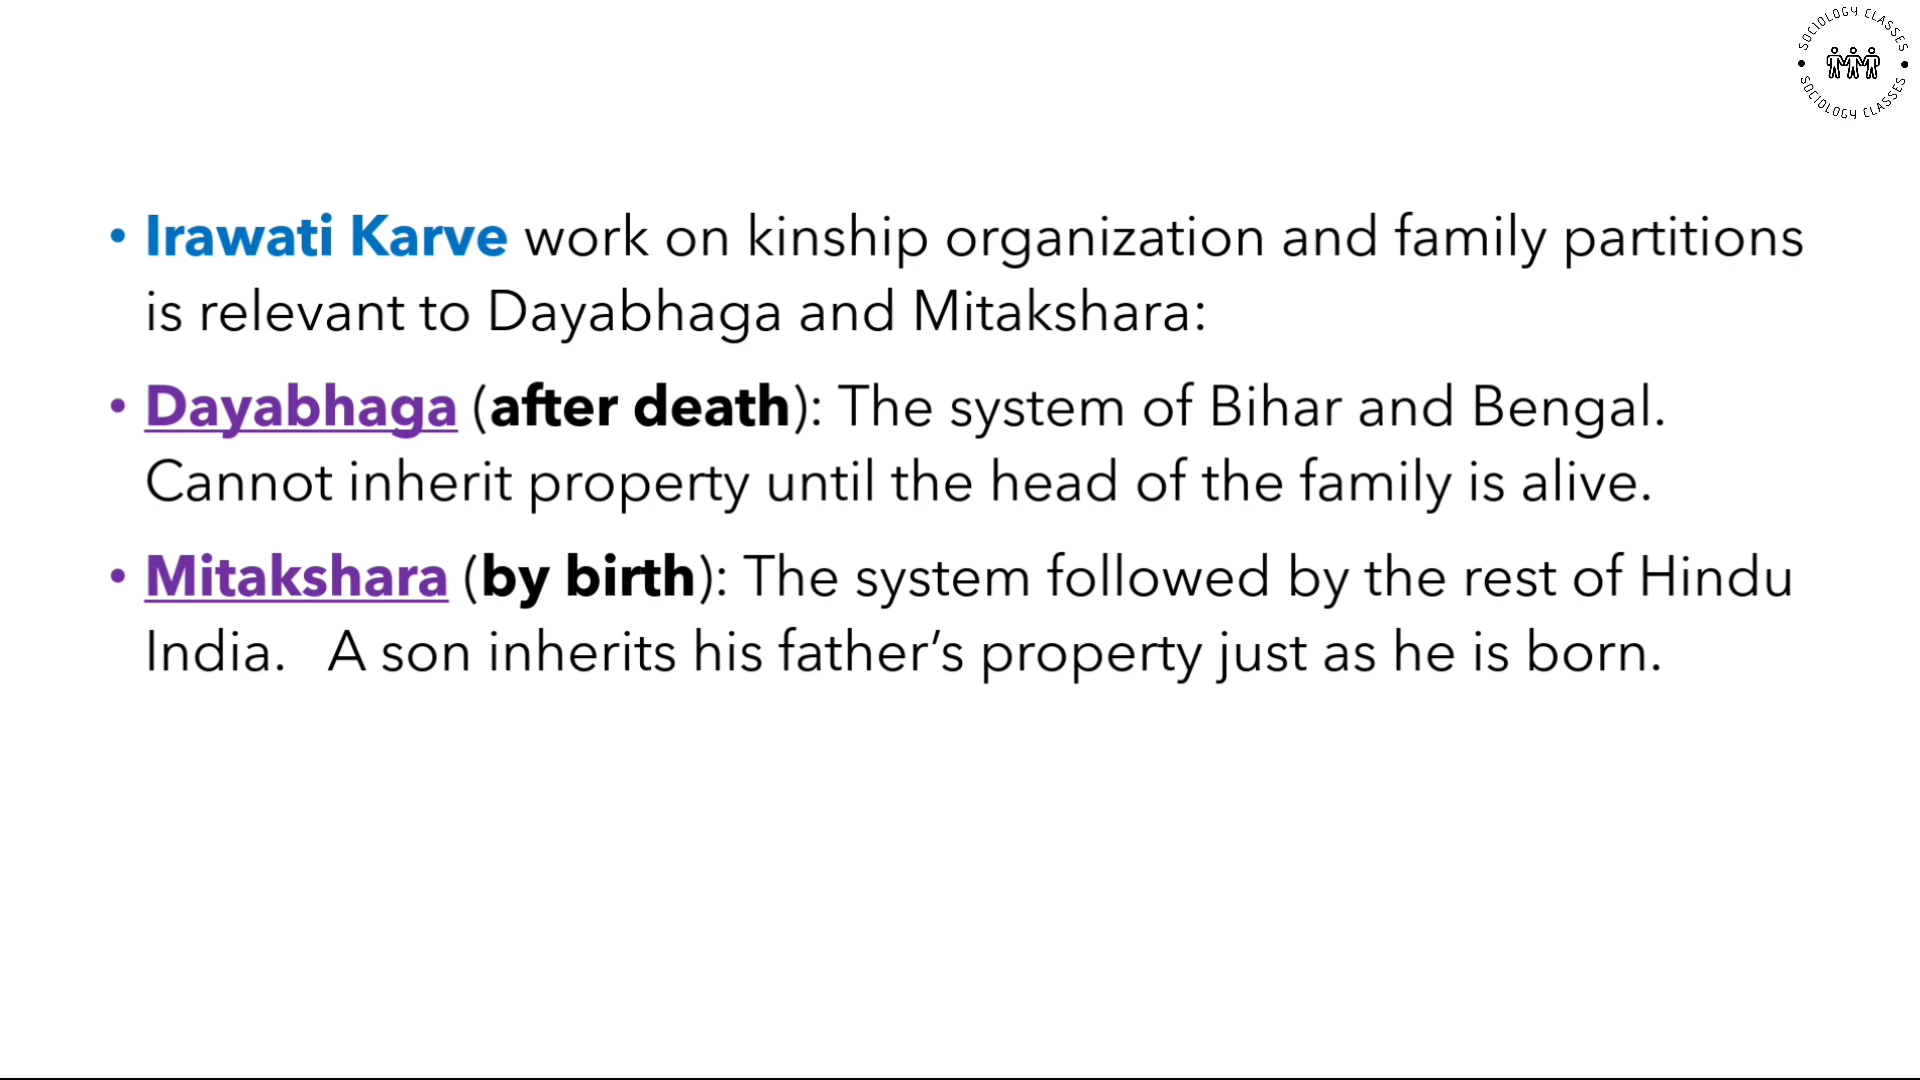 SOCIOLOGY CLASSES
SOCIOLOGY CLASSES
• Irawati Karve work on kinship organization and family partitions
is relevant to Dayabhaga and Mitakshara:
• Dayabhaga (after death): The system of Bihar and Bengal.
Cannot inherit property until the head of the family is alive.
• Mitakshara (by birth): The system followed by the rest of Hindu
India. A son inherits his father’s property just as he is born.